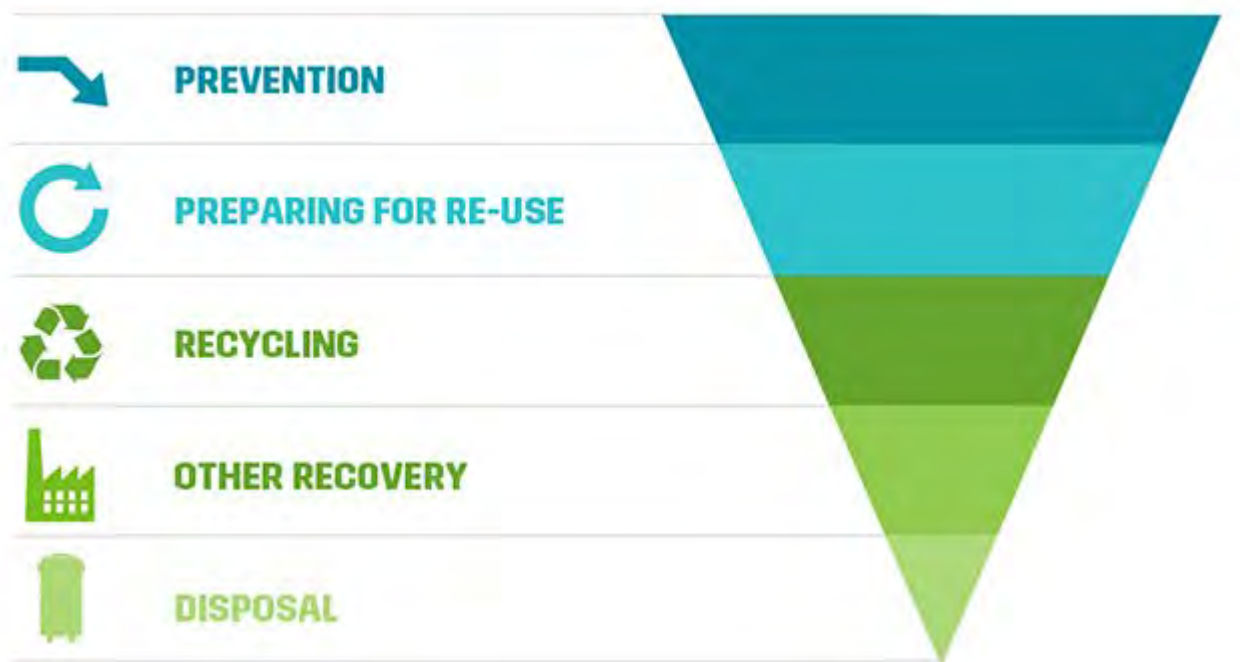 PREVENTION
PREPARING FOR RE-USE
RECYCLING
OTHER RECOVERY
DISPOSAL